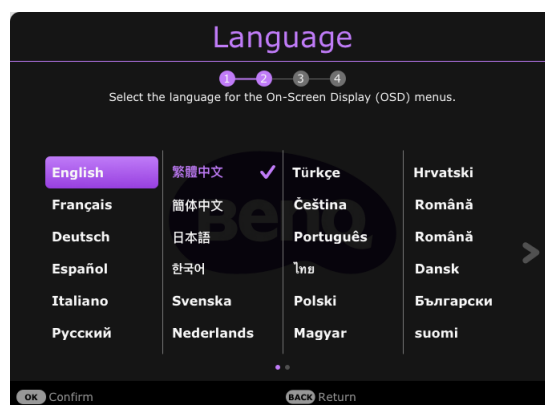 Language
1 2 3 4
Select the language for the On-Screen Display (OSD) menus.
English
Français
Deutsch
Español
Italiano
Русский
繁體中文
簡体中文
日本語
한국어
Svenska
Nederlands
Türkçe
Čeština
Português
ไทย
Polski
Magyar
Hrvatski
Română
Română
Dansk
Български
suomi
BenQ
OK Confirm
BACK Return